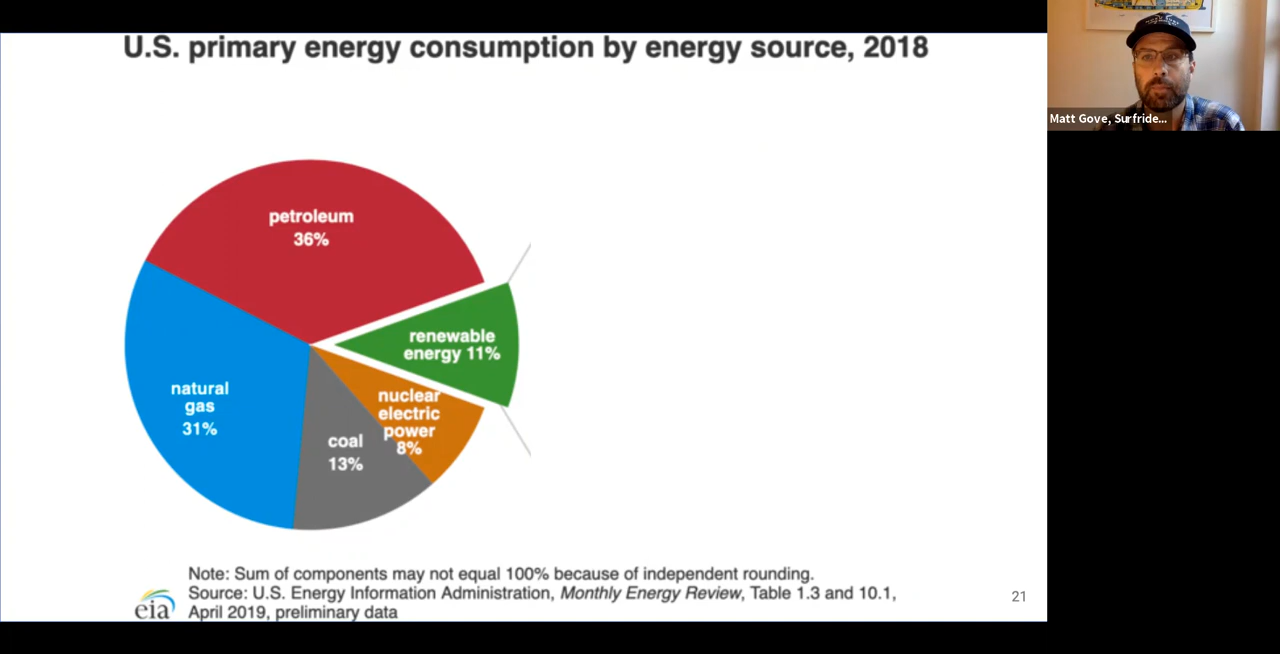 U.S. primary energy consumption by energy source, 2018
Matt Gove, Surfride...
petroleum
36%
renewable
energy 11%
natural
gas
31%
nuclear
electric
power
8%
coal
13%
Note: Sum of components may not equal 100% because of independent rounding.
Source: U.S. Energy Information Administration, Monthly Energy Review, Table 1.3 and 10.1,
April 2019, preliminary data
eia
21